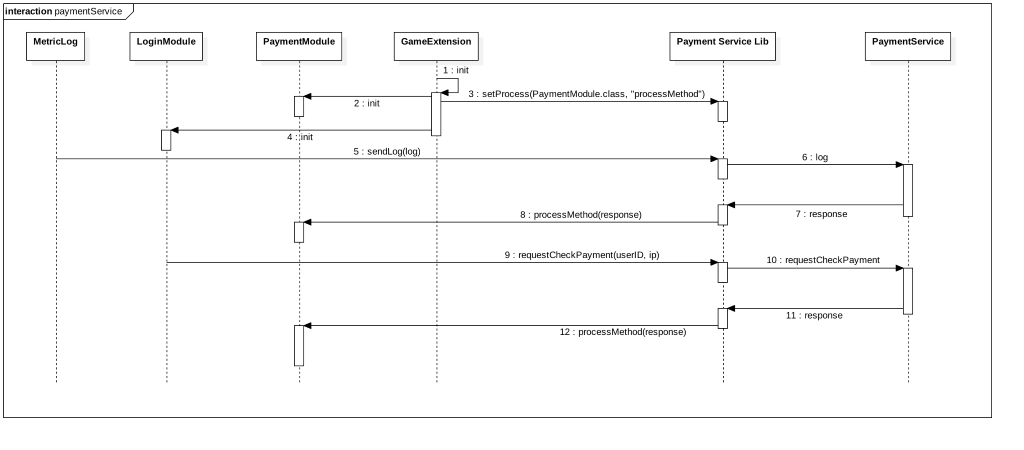 interaction paymentService
MetricLog
LoginModule
PaymentModule
GameExtension
Payment Service Lib
PaymentService
1 : init
2 : init
3 : setProcess(PaymentModule.class, "processMethod")
4 : init
5 : sendLog(log)
6 : log
7 : response
8 : processMethod(response)
9 : requestCheckPayment(userID, ip)
10 : requestCheckPayment
11 : response
12 : processMethod(response)